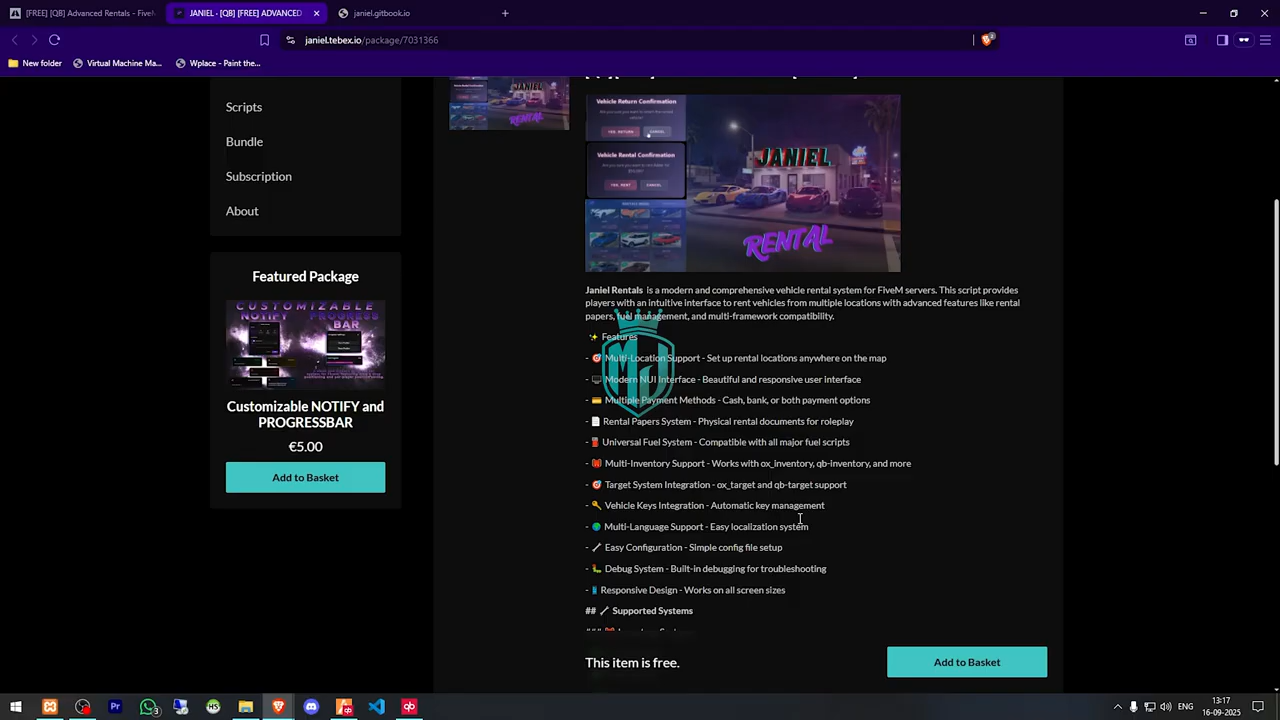 [FREE] [QB] Advanced Rentals - Five
JANIEL · [QB] [FREE] ADVANCED
janiel.gitbook.io
janiel.tebex.io/package/7031366
New folder
Virtual Machine Ma...
Wplace - Paint the...
Scripts
Bundle
Subscription
About
Featured Package
CUSTOMIZABLE
NOTIFY
PROGRESS
BAR
Customizable NOTIFY and
PROGRESSBAR
€5.00
Add to Basket
Vehicle Return Confirmation
YES, RETURN
CANCEL
Vehicle Rental Confirmation
YES, RENT
CANCEL
JANIEL
RENTAL
Janiel Rentals is a modern and comprehensive vehicle rental system for FiveM servers. This script provides
players with an intuitive interface to rent vehicles from multiple locations with advanced features like rental
papers, fuel management, and multi-framework compatibility.
✨ Features
- 🎯 Multi-Location Support - Set up rental locations anywhere on the map
- 🖥️ Modern NUI Interface - Beautiful and responsive user interface
- 💳 Multiple Payment Methods - Cash, bank, or both payment options
- 📄 Rental Papers System - Physical rental documents for roleplay
- ⛽ Universal Fuel System - Compatible with all major fuel scripts
- 🎒 Multi-Inventory Support - Works with ox_inventory, qb-inventory, and more
- 🎯 Target System Integration - ox_target and qb-target support
- 🔑 Vehicle Keys Integration - Automatic key management
- 🌍 Multi-Language Support - Easy localization system
- 🔧 Easy Configuration - Simple config file setup
- 🐛 Debug System - Built-in debugging for troubleshooting
- 📱 Responsive Design - Works on all screen sizes
## 🔧 Supported Systems
This item is free.
Add to Basket
ENG
13:17
16-09-2025